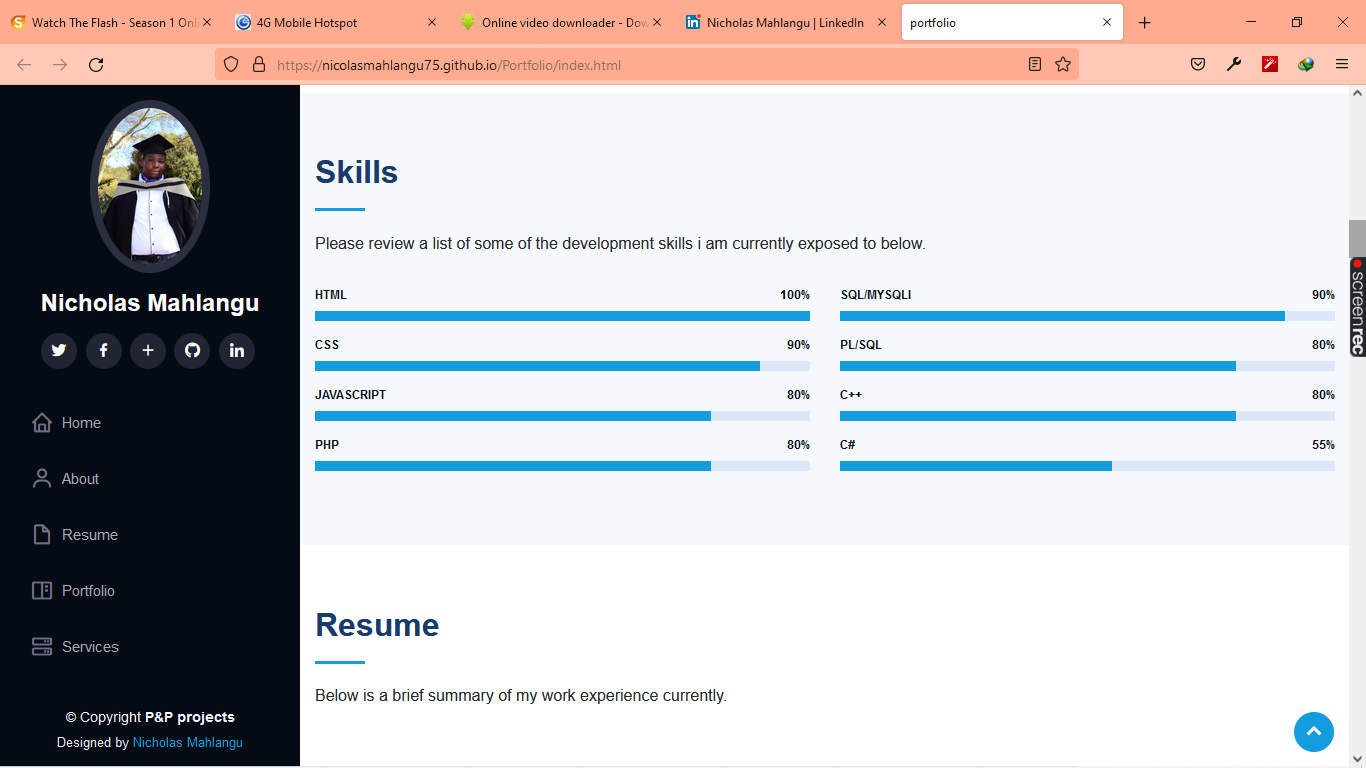 Watch The Flash - Season 1 Onli
4G Mobile Hotspot
Online video downloader - Dow
Nicholas Mahlangu | LinkedIn
portfolio
https://nicolasmahlangu75.github.io/Portfolio/index.html
Nicholas Mahlangu
Home
About
Resume
Portfolio
Services
© Copyright P&P projects
Designed by Nicholas Mahlangu
Skills
Please review a list of some of the development skills i am currently exposed to below.
HTML 100%
CSS 90%
JAVASCRIPT 80%
PHP 80%
SQL/MYSQLI 90%
PL/SQL 80%
C++ 80%
C# 55%
Resume
Below is a brief summary of my work experience currently.
screenrec